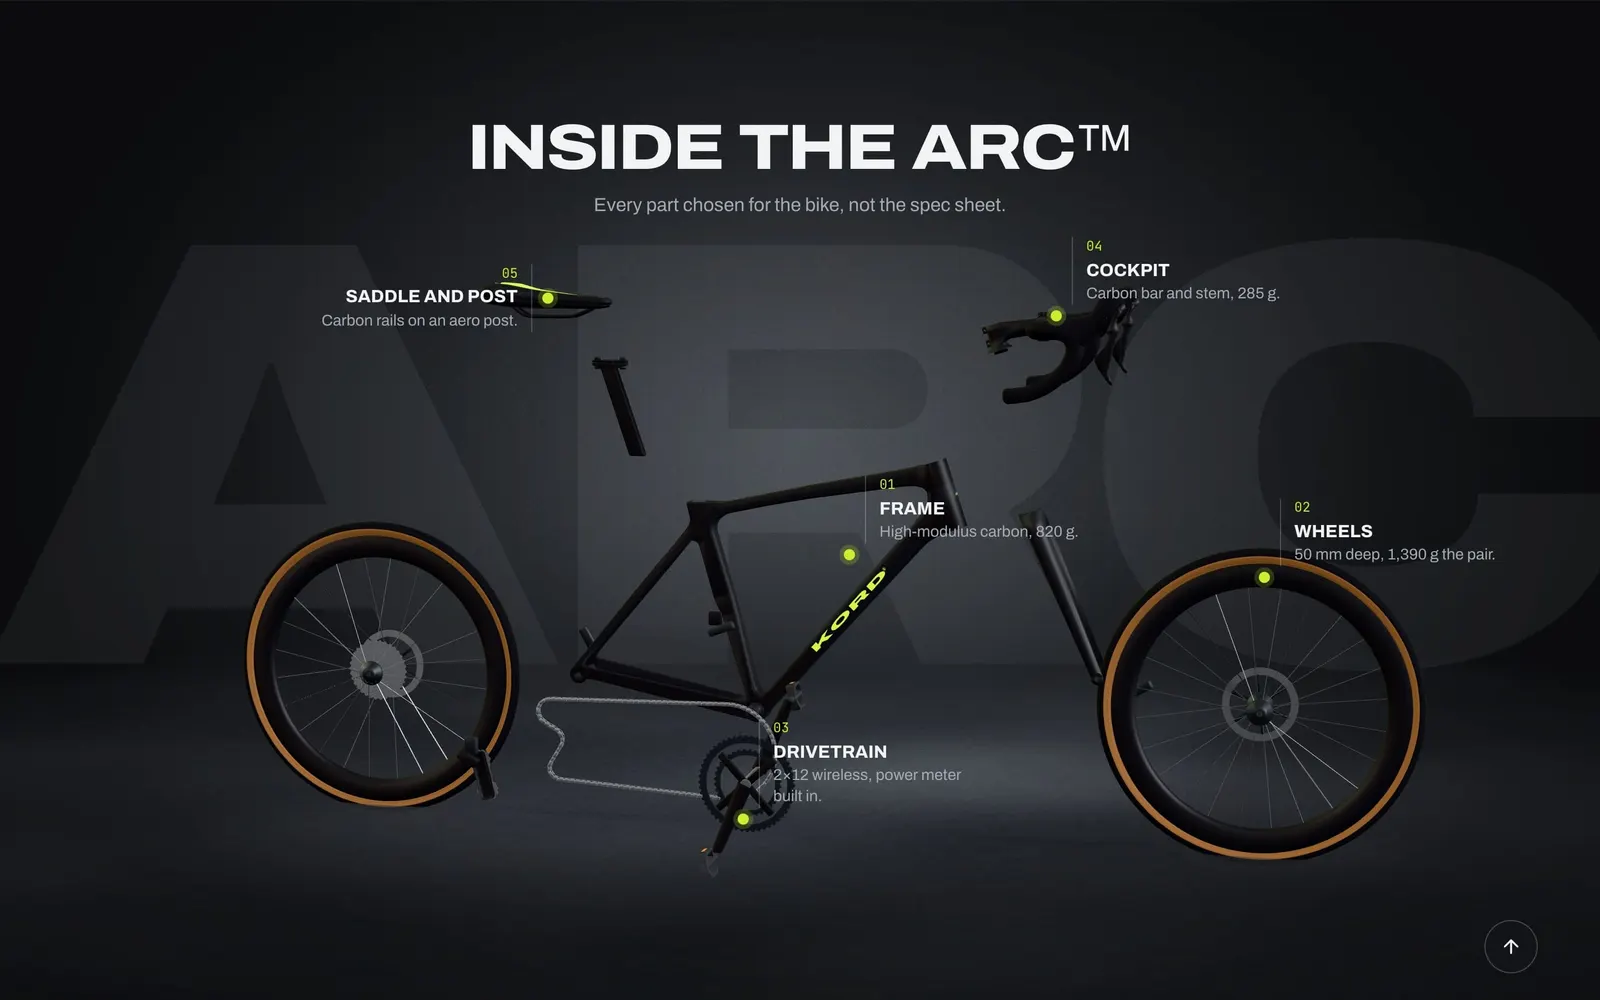 INSIDE THE ARC™
Every part chosen for the bike, not the spec sheet.
ARC
04
COCKPIT
Carbon bar and stem, 285 g.
05
SADDLE AND POST
Carbon rails on an aero post.
01
FRAME
High-modulus carbon, 820 g.
02
WHEELS
50 mm deep, 1,390 g the pair.
KORD
03
DRIVETRAIN
2×12 wireless, power meter
built in.